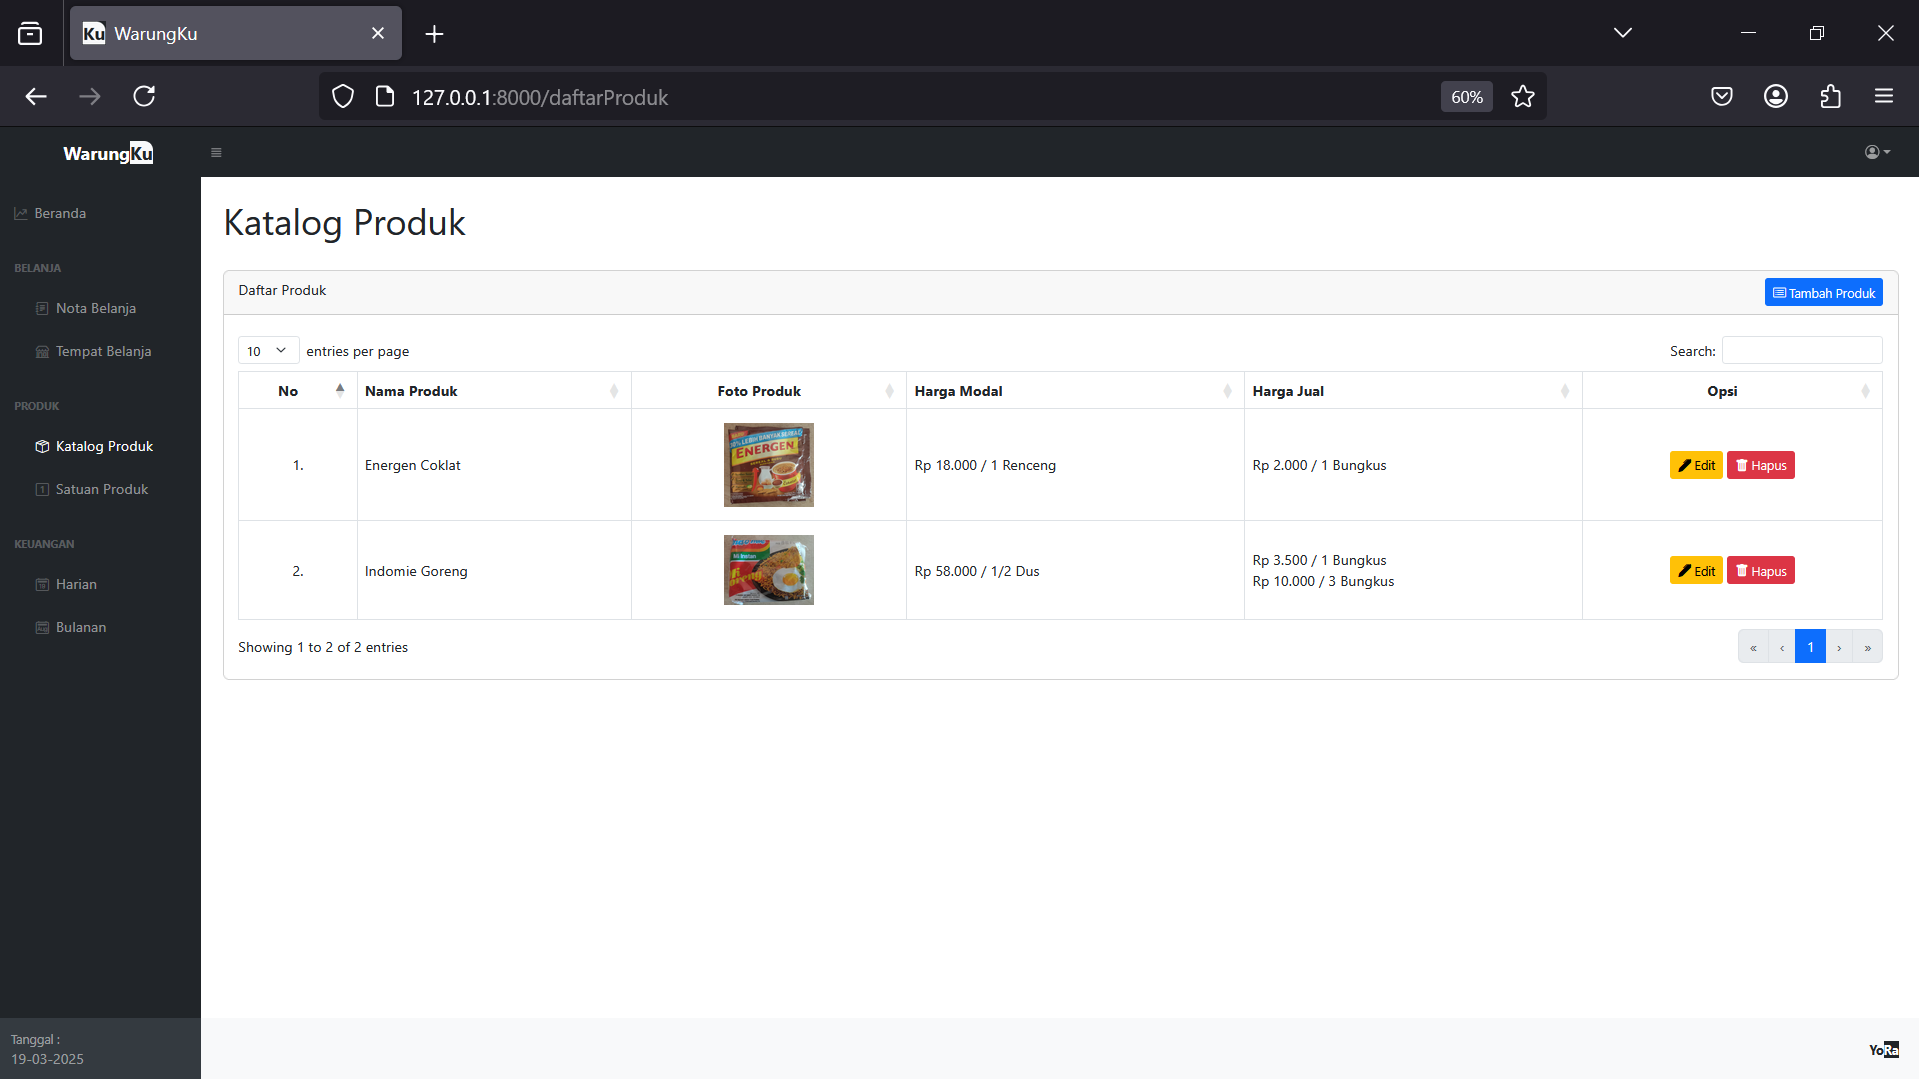 WarungKu
127.0.0.1:8000/daftarProduk
60%
WarungKu
Beranda
BELANJA
Nota Belanja
Tempat Belanja
PRODUK
Katalog Produk
Satuan Produk
KEUANGAN
Harian
Bulanan
Tanggal :
19-03-2025
Katalog Produk
Daftar Produk
Tambah Produk
10 entries per page
Search:
No Nama Produk Foto Produk Harga Modal Harga Jual Opsi
1. Energen Coklat Rp 18.000 / 1 Renceng Rp 2.000 / 1 Bungkus Edit Hapus
ENERGEN
2. Indomie Goreng Rp 58.000 / 1/2 Dus Rp 3.500 / 1 Bungkus
Rp 10.000 / 3 Bungkus
Edit Hapus
Showing 1 to 2 of 2 entries
« ‹ 1 › »
YoRa